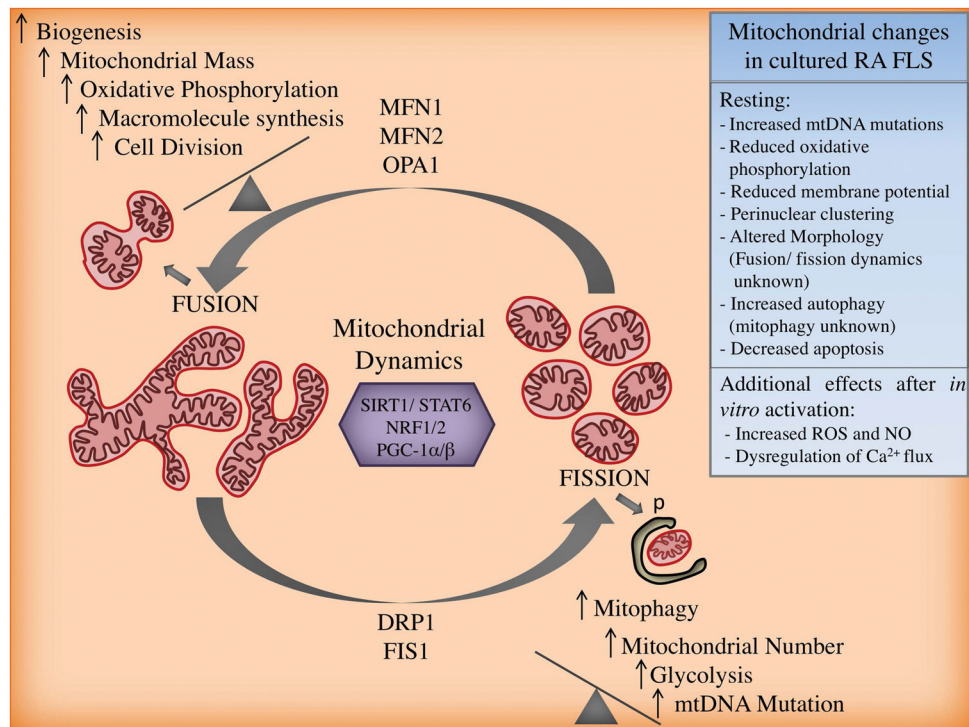 ↑ Biogenesis
↑ Mitochondrial Mass
↑ Oxidative Phosphorylation
↑ Macromolecule synthesis
↑ Cell Division
MFN1
MFN2
OPA1
FUSION
Mitochondrial
Dynamics
SIRT1/ STAT6
NRF1/2
PGC-1α/β
FISSION
p
DRP1
FIS1
↑ Mitophagy
↑ Mitochondrial Number
↑ Glycolysis
↑ mtDNA Mutation
Mitochondrial changes
in cultured RA FLS
Resting:
- Increased mtDNA mutations
- Reduced oxidative
phosphorylation
- Reduced membrane potential
- Perinuclear clustering
- Altered Morphology
(Fusion/ fission dynamics
unknown)
- Increased autophagy
(mitophagy unknown)
- Decreased apoptosis
Additional effects after in
vitro activation:
- Increased ROS and NO
- Dysregulation of Ca²⁺ flux